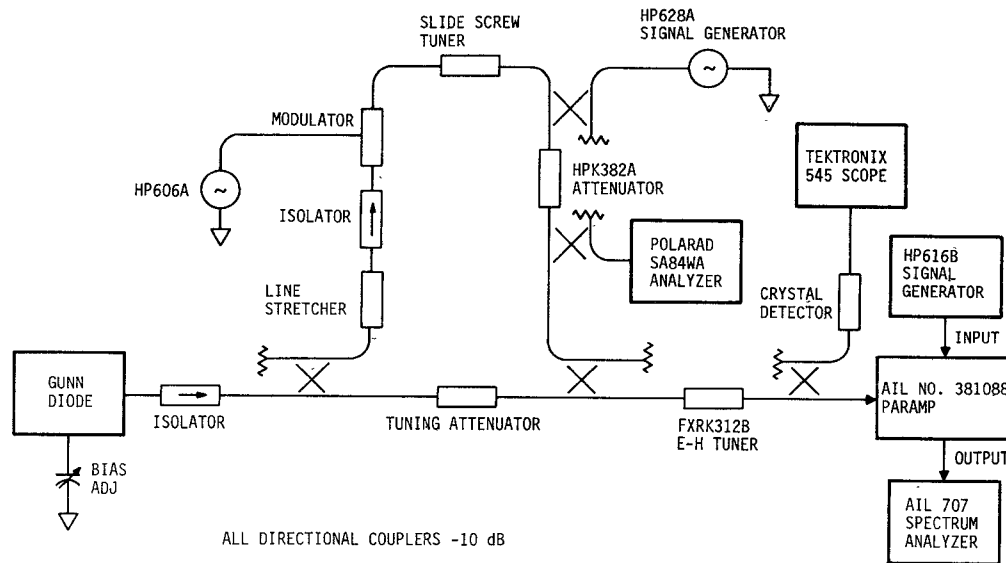 SLIDE SCREW
TUNER
HP628A
SIGNAL GENERATOR
MODULATOR
HP606A
ISOLATOR
HPK382A
ATTENUATOR
TEKTRONIX
545 SCOPE
POLARAD
SA84WA
ANALYZER
HP616B
SIGNAL
GENERATOR
LINE
STRETCHER
CRYSTAL
DETECTOR
INPUT
GUNN
DIODE
ISOLATOR
TUNING ATTENUATOR
FXRK312B
E-H TUNER
AIL NO. 381088
PARAMP
BIAS
ADJ
OUTPUT
AIL 707
SPECTRUM
ANALYZER
ALL DIRECTIONAL COUPLERS -10 dB